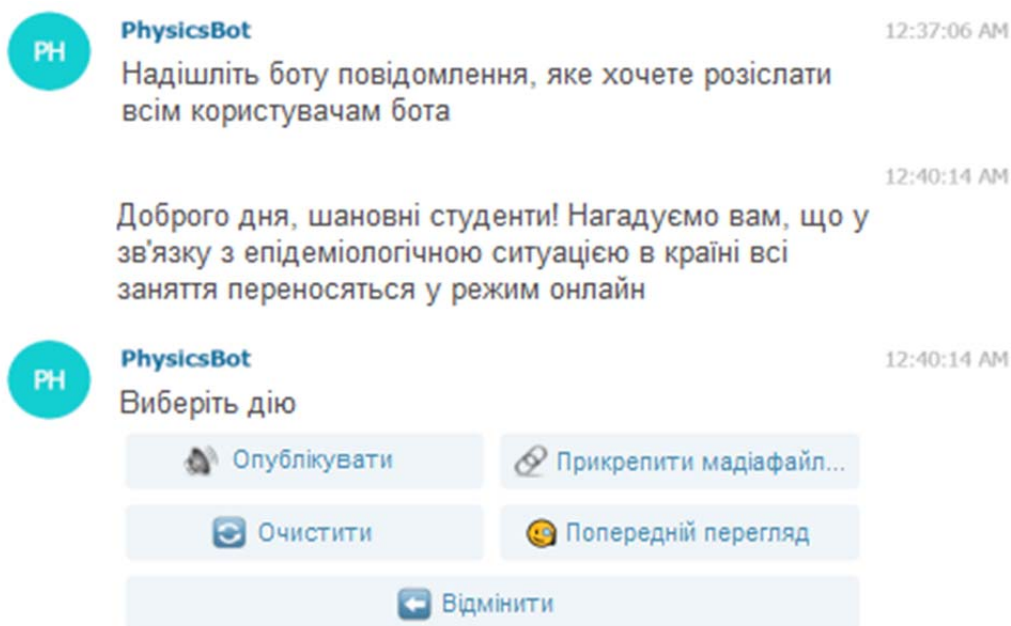 PhysicsBot
12:37:06 AM
PH
Надішліть боту повідомлення, яке хочете розіслати
всім користувачам бота
12:40:14 AM
Доброго дня, шановні студенти! Нагадуємо вам, що у
зв'язку з епідеміологічною ситуацією в країні всі
заняття переносяться у режим онлайн
PhysicsBot
12:40:14 AM
PH
Виберіть дію
Опублікувати
Прикрепити мадіафайл...
Очистити
Попередній перегляд
Відмінити